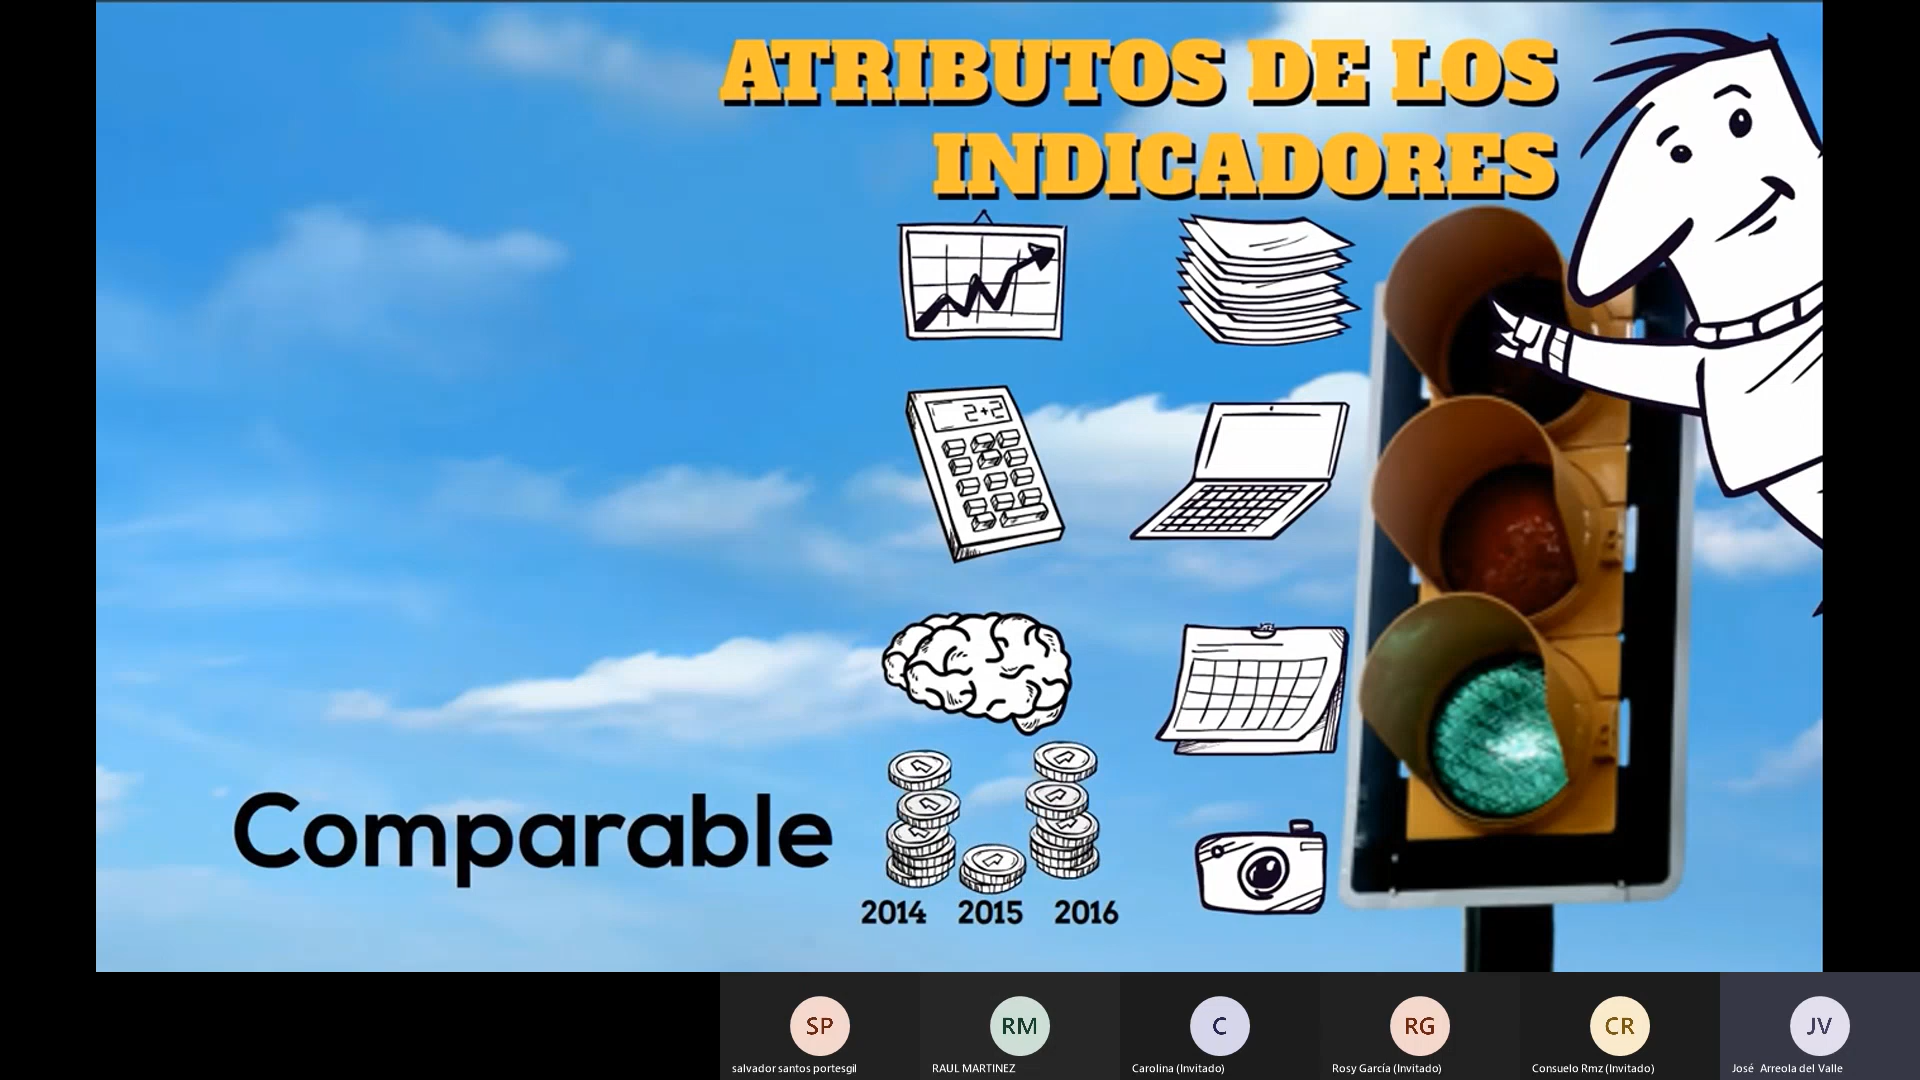 ATRIBUTOS DE LOS
INDICADORES
2+2
Comparable
2014 2015 2016
SP RM C RG CR JV
salvador santos portesgil RAUL MARTINEZ Carolina (Invitado) Rosy García (Invitado) Consuelo Rmz (Invitado) José Arreola del Valle